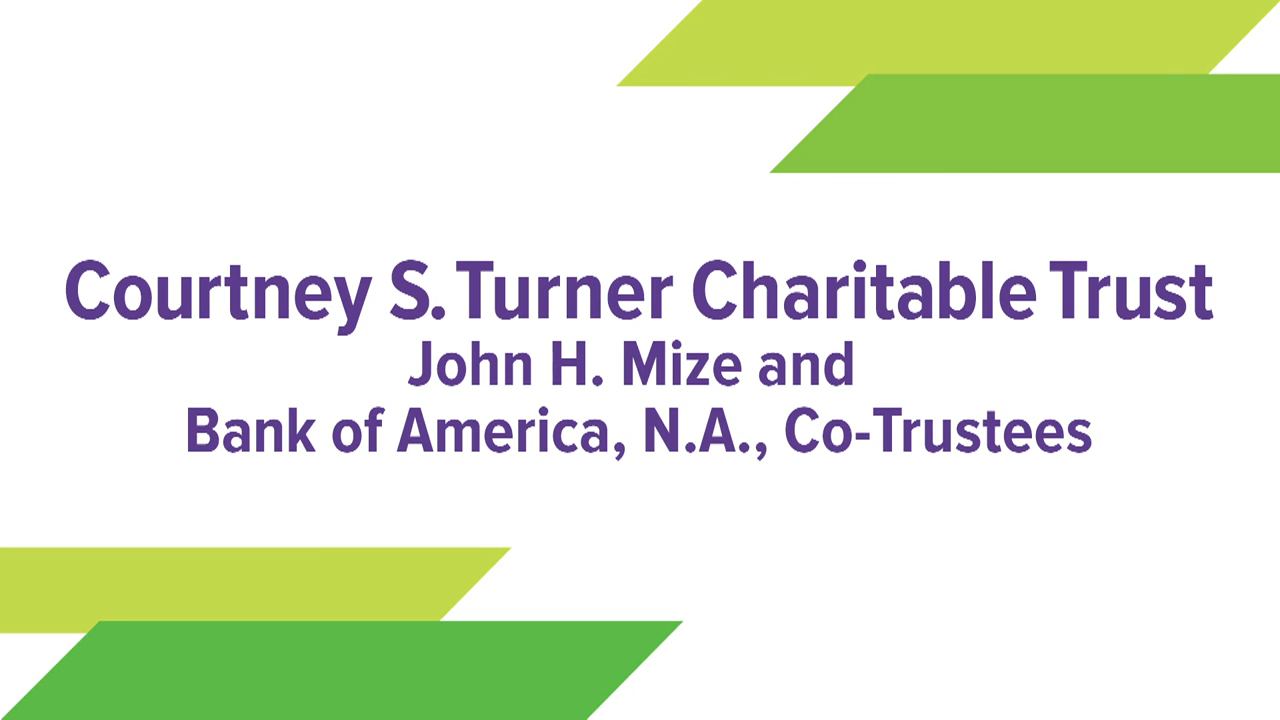 Courtney S. Turner Charitable Trust
John H. Mize and
Bank of America, N.A., Co-Trustees